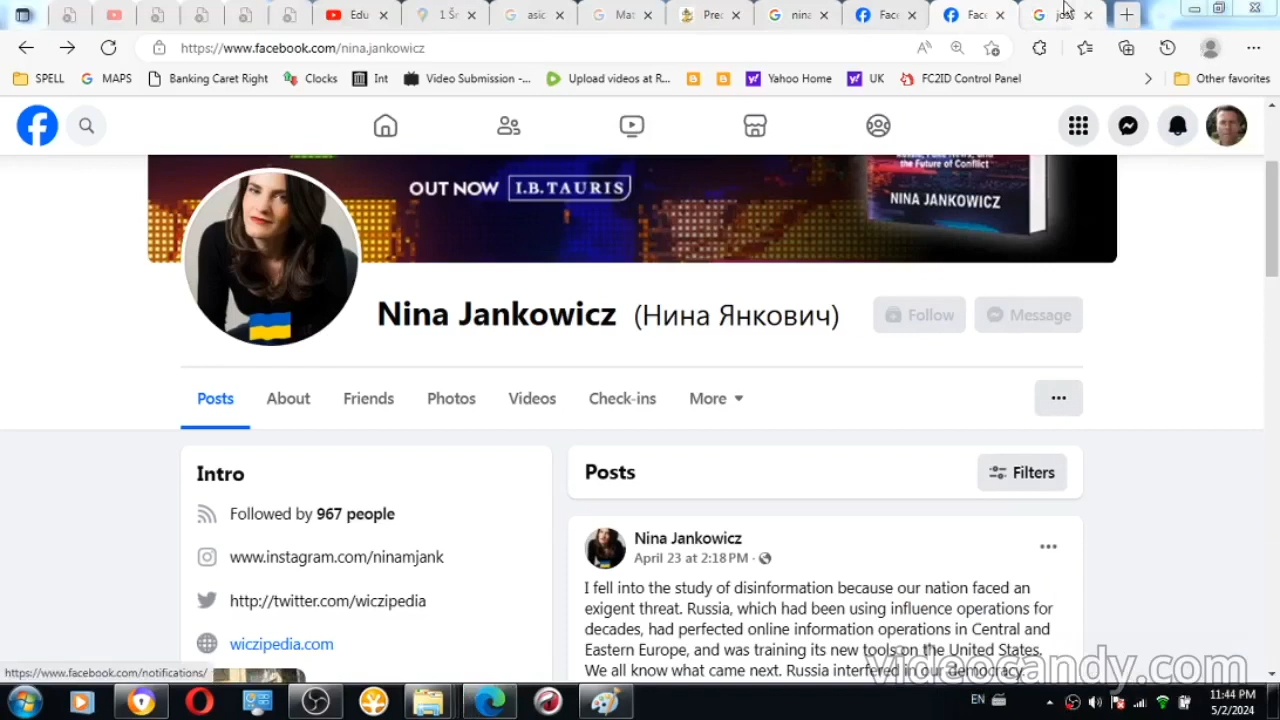 Edu
1 Sr
asic
Mat
Prec
nina
Face
Face
https://www.facebook.com/nina.jankowicz
SPELL
MAPS
Banking Caret Right
Clocks
Int
Video Submission -...
Upload videos at R...
Yahoo Home
UK
FC2ID Control Panel
Other favorites
the Future of Conflict
OUT NOW I.B.TAURIS
NINA JANKOWICZ
Nina Jankowicz (Нина Янкович)
Follow
Message
Posts About Friends Photos Videos Check-ins More
Intro
Followed by 967 people
www.instagram.com/ninamjank
http://twitter.com/wiczipedia
wiczipedia.com
Posts
Filters
Nina Jankowicz
April 23 at 2:18 PM
I fell into the study of disinformation because our nation faced an
exigent threat. Russia, which had been using influence operations for
decades, had perfected online information operations in Central and
Eastern Europe, and was training its new tools on the United States.
We all know what came next. Russia interfered in our democracy
https://www.facebook.com/notifications/
video-candy.com
EN
11:44 PM
5/2/2024